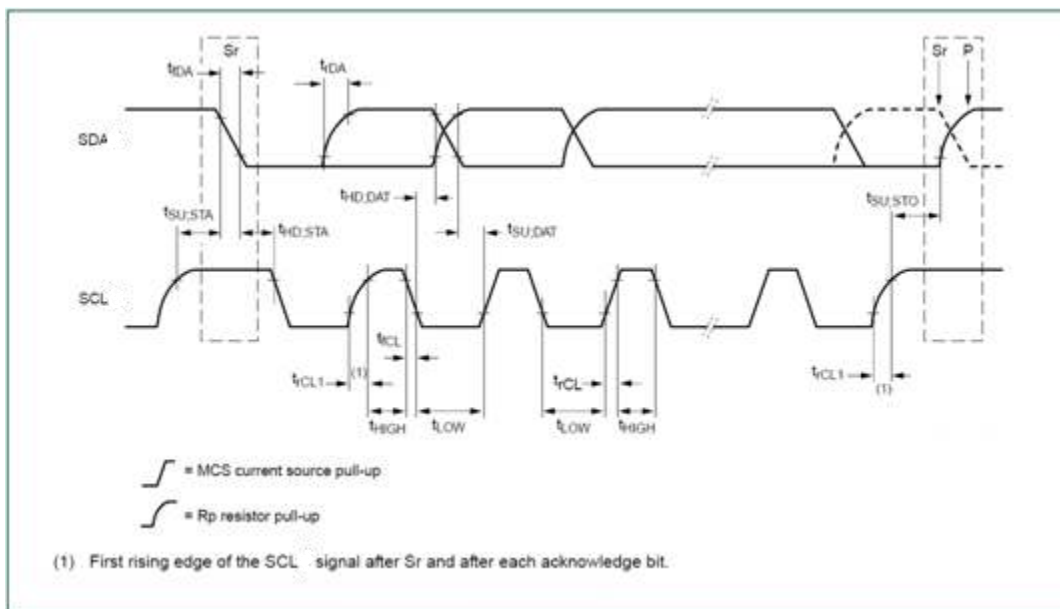 Sr
Sr P
tfDA
trDA
SDA
tHD;DAT
tSU;STO
tSU;STA
tHD;STA
tSU;DAT
SCL
tfCL
trCL1
(1)
trCL
trCL1
(1)
tHIGH
tLOW
tLOW
tHIGH
= MCS current source pull-up
= Rp resistor pull-up
(1) First rising edge of the SCL signal after Sr and after each acknowledge bit.